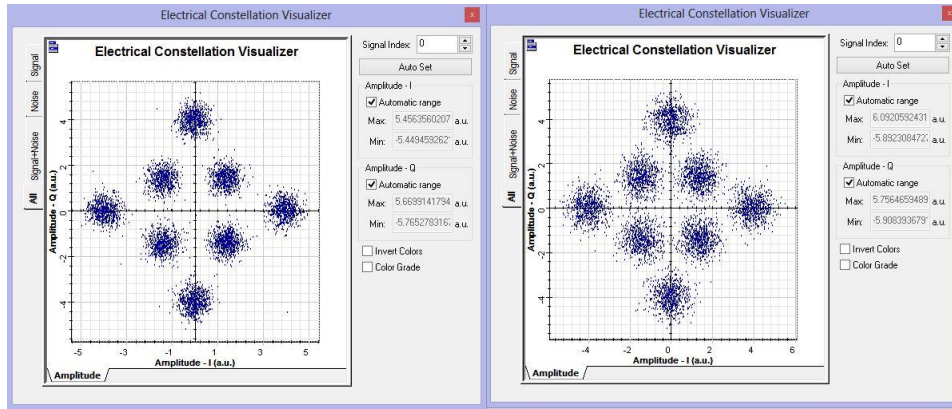 Electrical Constellation Visualizer
x
Electrical Constellation Visualizer
Signal
Noise
Signal+Noise
All
Amplitude - Q (a.u.)
4
2
0
-2
-4
-5
-3
-1
1
3
5
Amplitude - I (a.u.)
Amplitude
Signal Index: 0
Auto Set
Amplitude - I
Automatic range
Max: 5.4563560207 a.u.
Min: -5.449459262 a.u.
Amplitude - Q
Automatic range
Max: 5.6699141794 a.u.
Min: -5.765278316 a.u.
Invert Colors
Color Grade
Electrical Constellation Visualizer
x
Electrical Constellation Visualizer
Signal
Noise
Signal+Noise
All
Amplitude - Q (a.u.)
4
2
0
-2
-4
-4
-2
0
2
4
6
Amplitude - I (a.u.)
Amplitude
Signal Index: 0
Auto Set
Amplitude - I
Automatic range
Max: 6.0920592431 a.u.
Min: -5.892308472 a.u.
Amplitude - Q
Automatic range
Max: 5.7564659489 a.u.
Min: -5.908393679 a.u.
Invert Colors
Color Grade